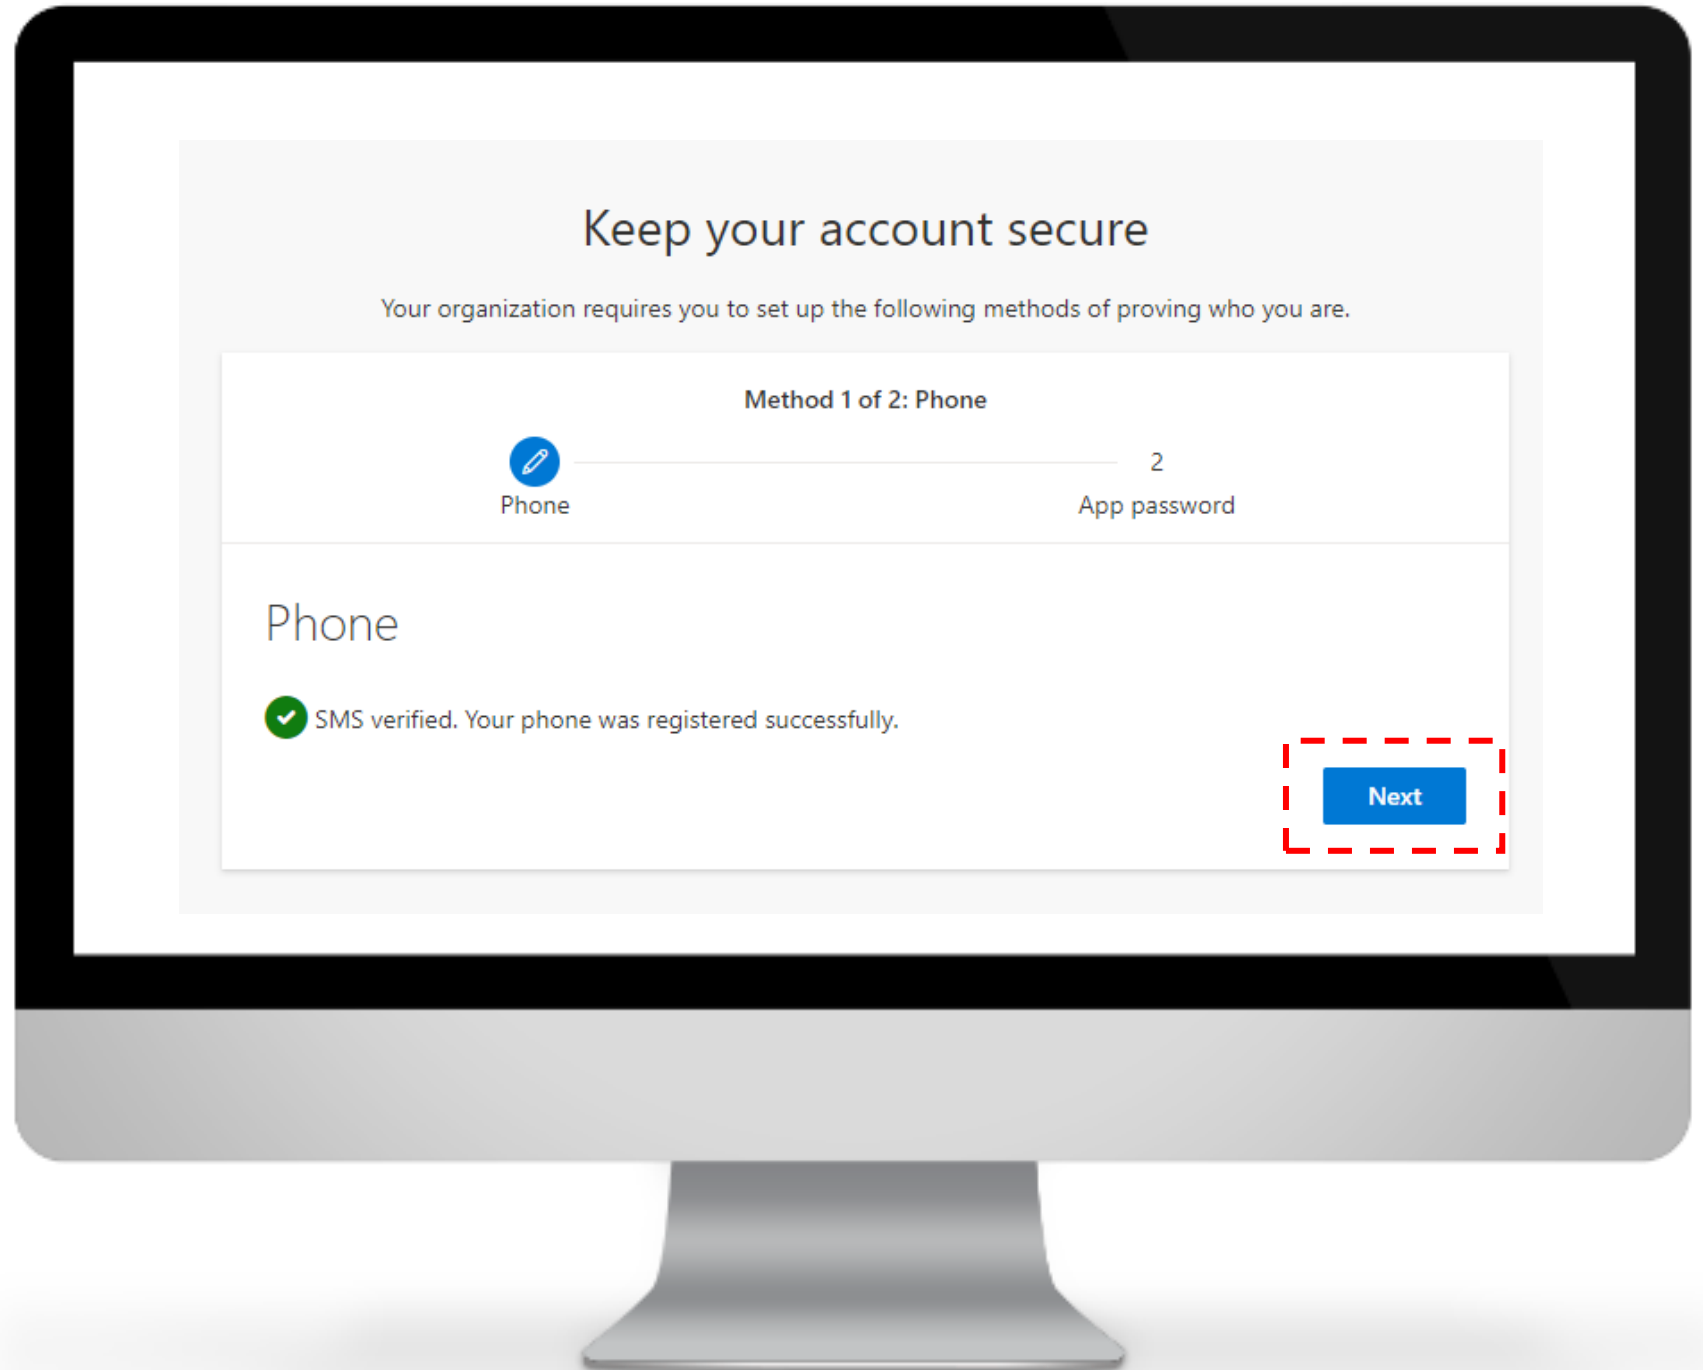 Keep your account secure
Your organization requires you to set up the following methods of proving who you are.
Method 1 of 2: Phone
2
Phone
App password
Phone
SMS verified. Your phone was registered successfully.
Next